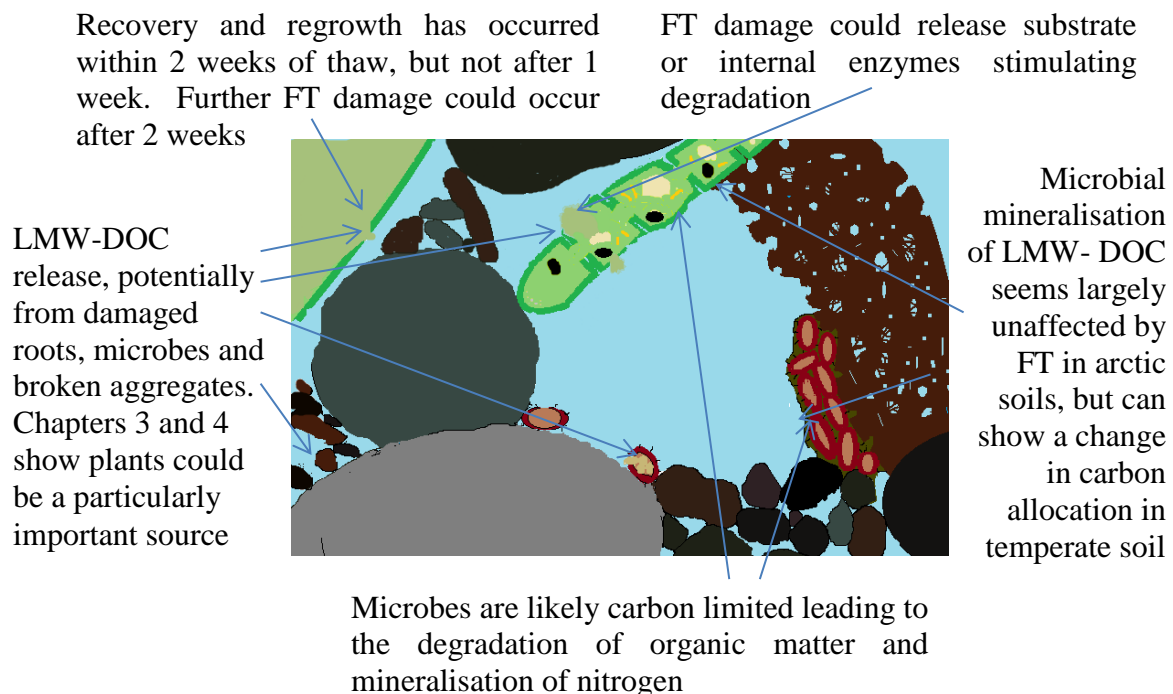 Recovery and regrowth has occurred
within 2 weeks of thaw, but not after 1
week. Further FT damage could occur
after 2 weeks
FT damage could release substrate
or internal enzymes stimulating
degradation
LMW-DOC
release, potentially
from damaged
roots, microbes and
broken aggregates.
Chapters 3 and 4
show plants could
be a particularly
important source
Microbial
mineralisation
of LMW- DOC
seems largely
unaffected by
FT in arctic
soils, but can
show a change
in carbon
allocation in
temperate soil
Microbes are likely carbon limited leading to
the degradation of organic matter and
mineralisation of nitrogen